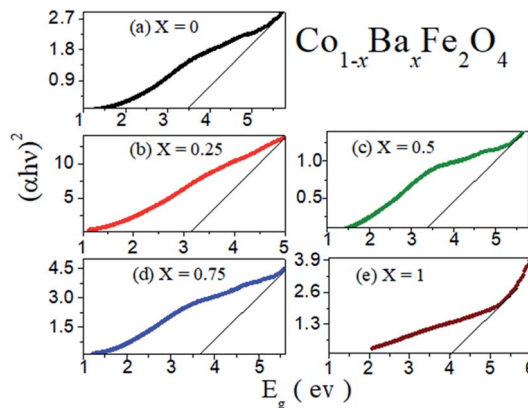 (a) X = 0
Co1-xBaxFe2O4
2.7
1.8
0.9
1 2 3 4 5
(b) X = 0.25
10
5
1 2 3 4 5
(c) X = 0.5
1.0
0.5
1 2 3 4 5
(αhν)²
(d) X = 0.75
4.5
3.0
1.5
1 2 3 4 5
(e) X = 1
3.9
2.6
1.3
1 2 3 4 5 6
Eg ( ev)